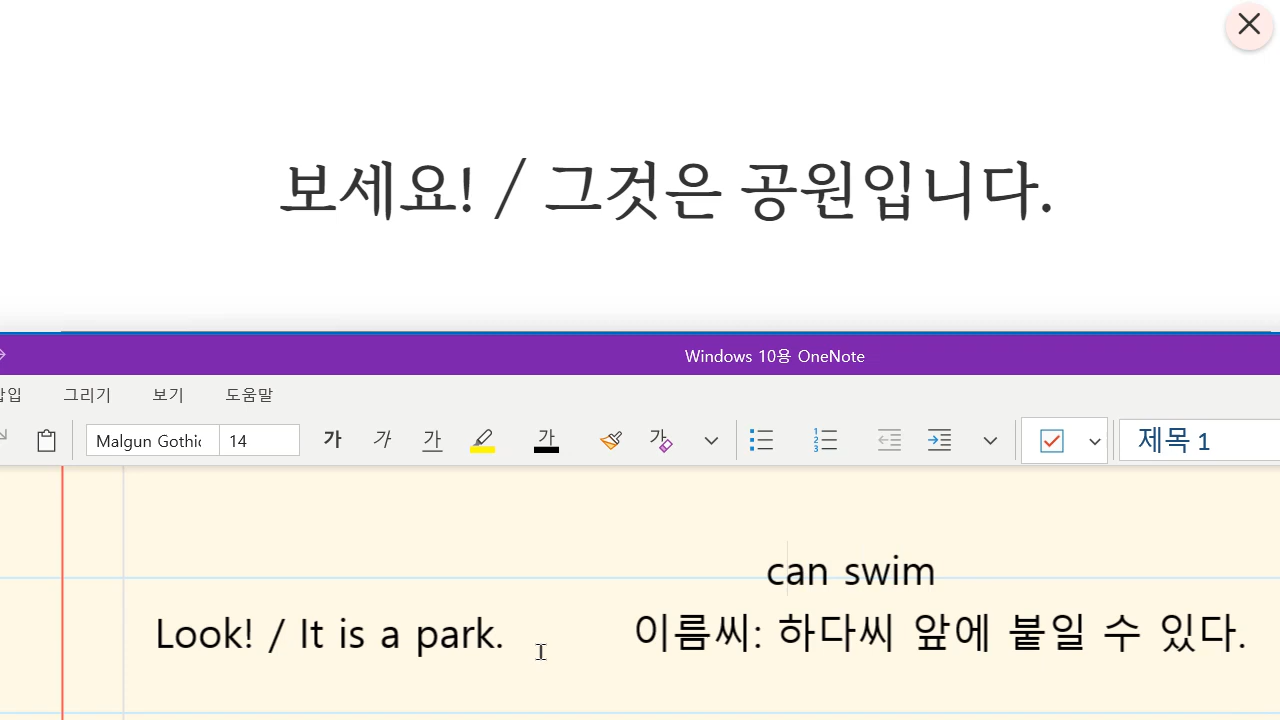 보세요! / 그것은 공원입니다.
Windows 10용 OneNote
삽입 그리기 보기 도움말
Malgun Gothic 14 가 가 가 가 가 제목 1
can swim
Look! / It is a park. 이름씨: 하다씨 앞에 붙일 수 있다.